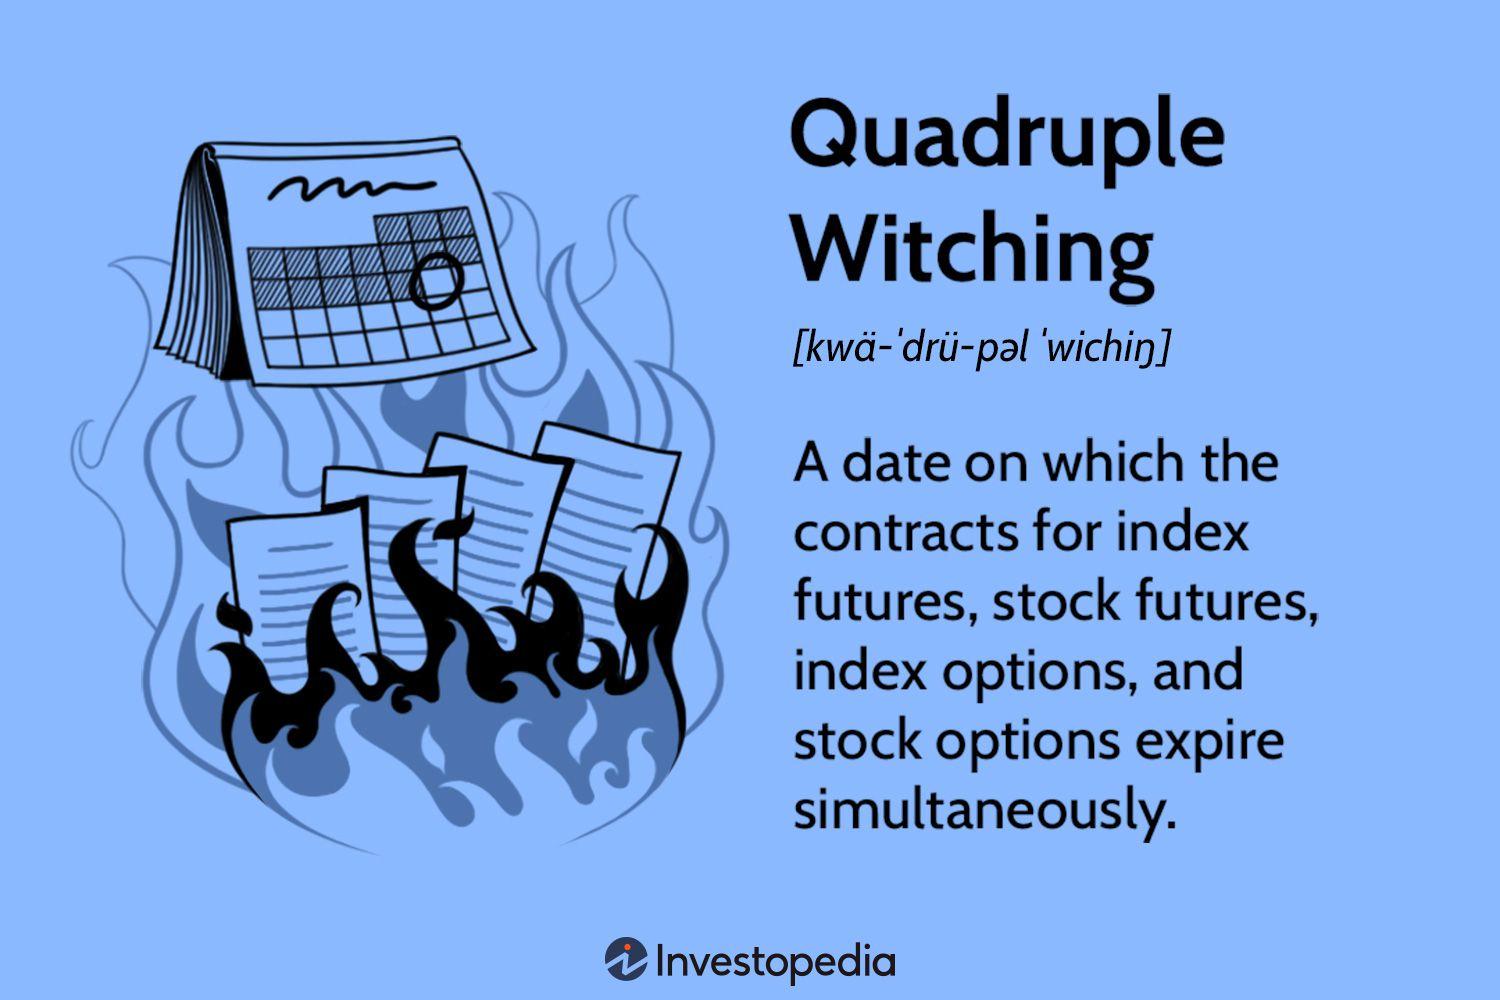 Quadruple
Witching
[kwä-ˈdrü-pəl ˈwichiŋ]
A date on which the
contracts for index
futures, stock futures,
index options, and
stock options expire
simultaneously.
Investopedia